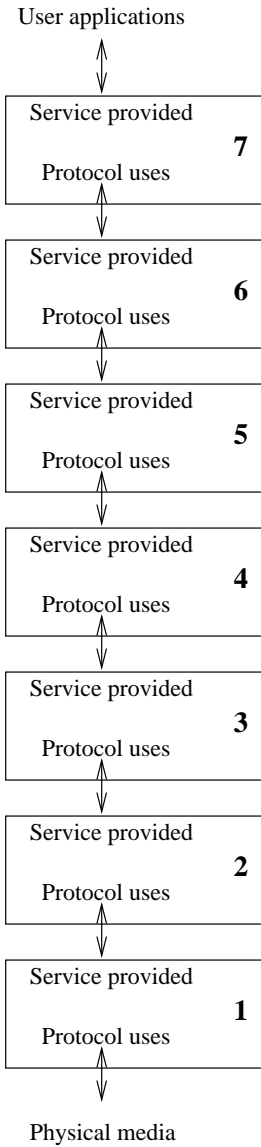 User applications
Service provided
7
Protocol uses
Service provided
6
Protocol uses
Service provided
5
Protocol uses
Service provided
4
Protocol uses
Service provided
3
Protocol uses
Service provided
2
Protocol uses
Service provided
1
Protocol uses
Physical media